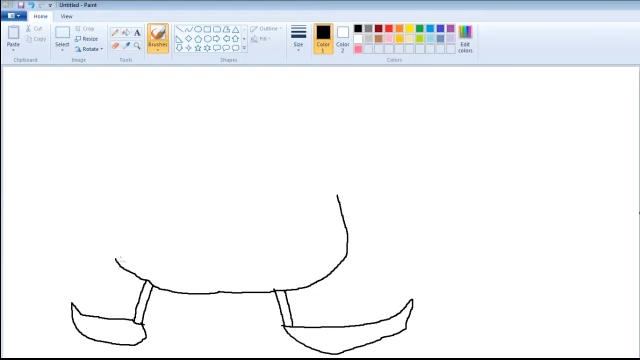 Untitled - Paint
Home View
Paste
Cut
Copy
Clipboard
Select
Crop
Resize
Rotate
Image
Tools
Brushes
Shapes
Outline
Fill
Size
Color 1
Color 2
Edit colors
Colors